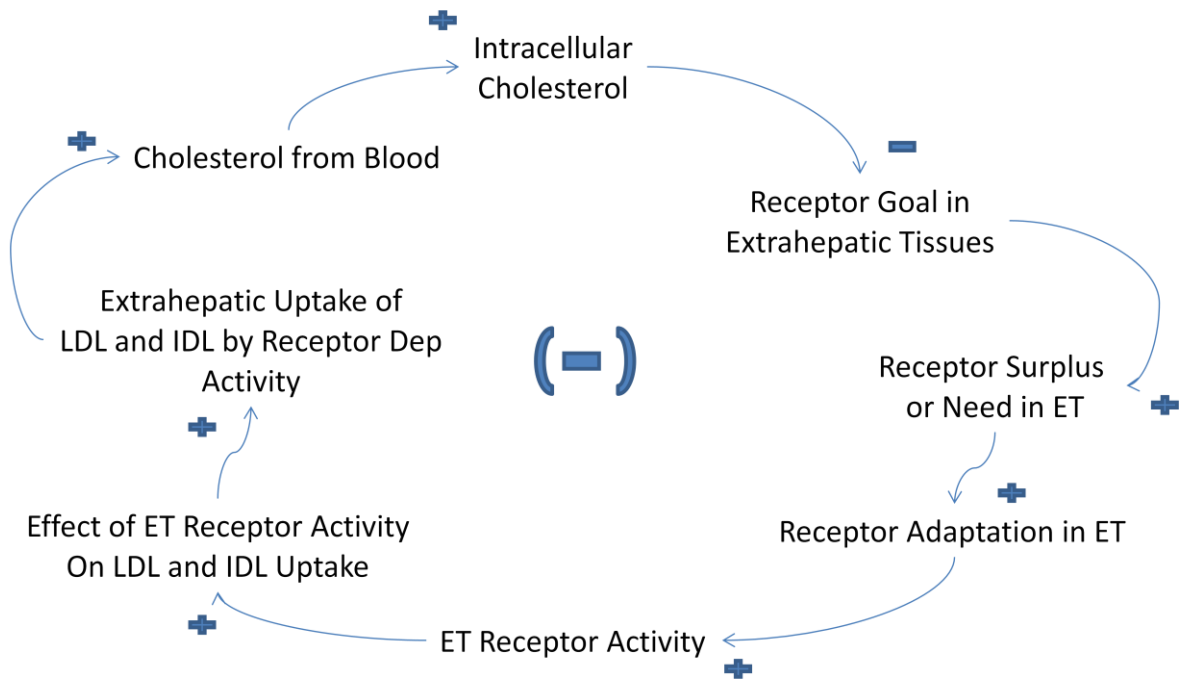 Intracellular
Cholesterol
Cholesterol from Blood
Receptor Goal in
Extrahepatic Tissues
Extrahepatic Uptake of
LDL and IDL by Receptor Dep
Activity
Receptor Surplus
or Need in ET
Effect of ET Receptor Activity
On LDL and IDL Uptake
Receptor Adaptation in ET
ET Receptor Activity